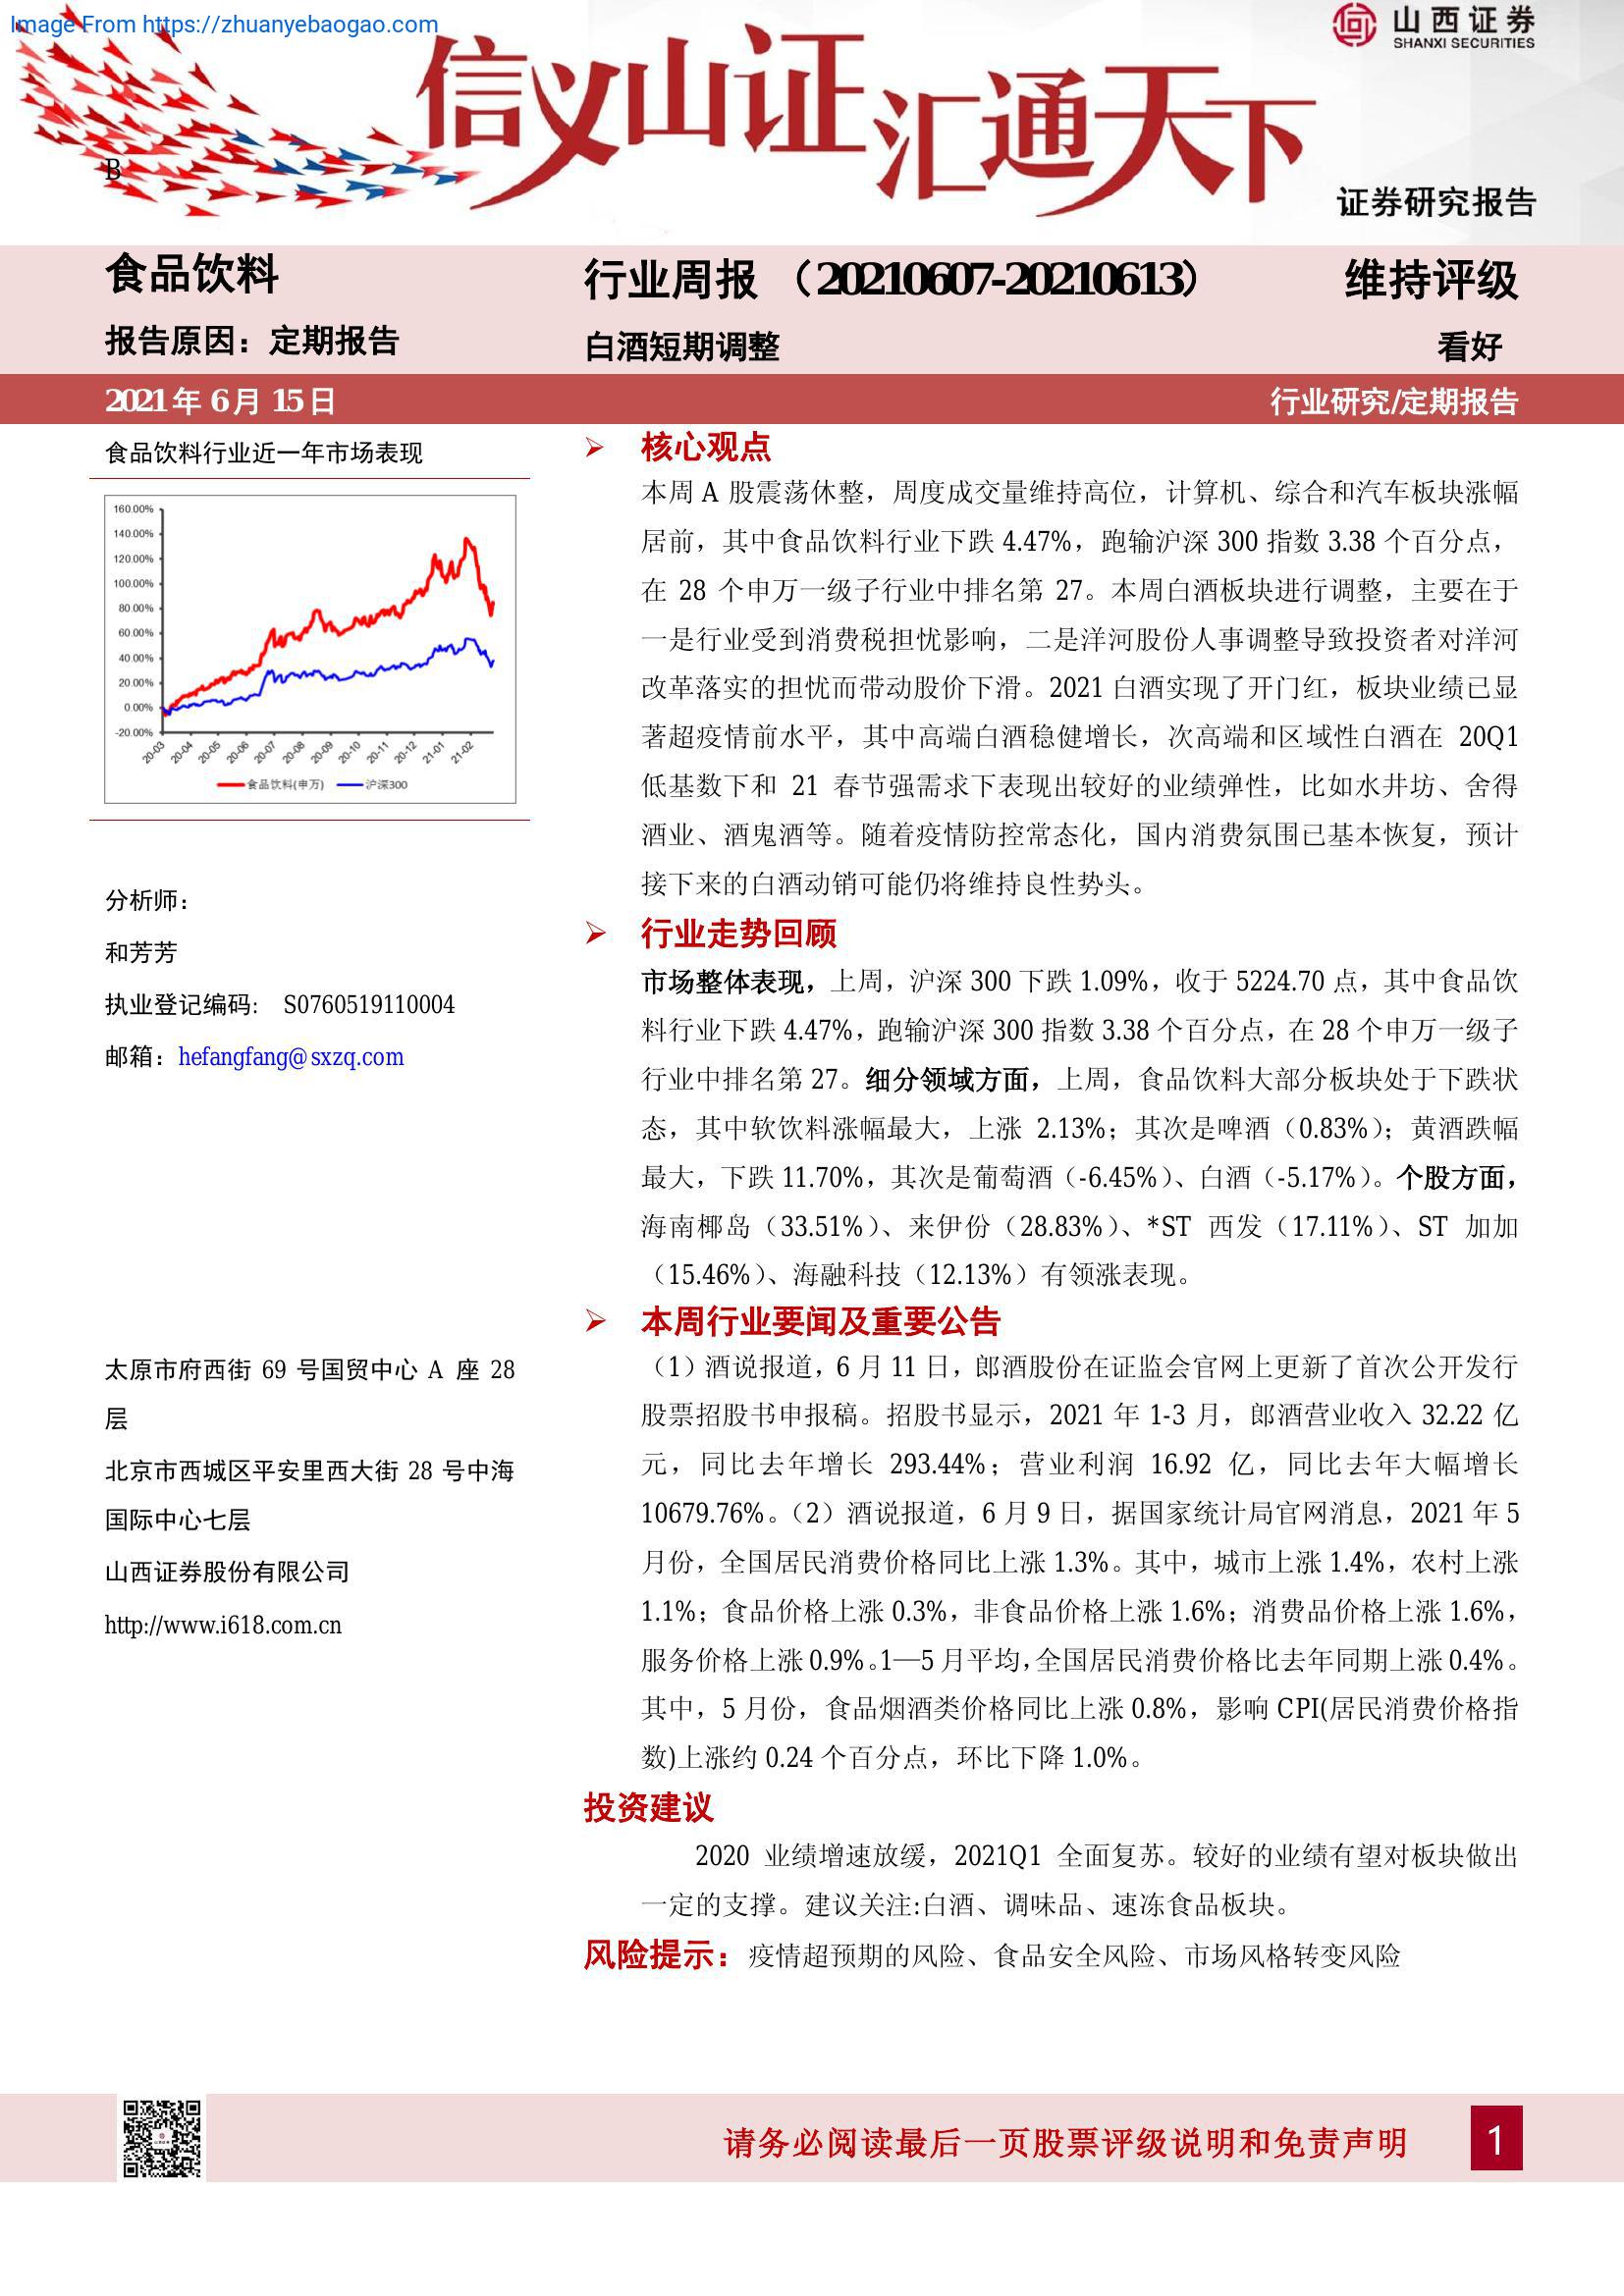 Image From https://zhuanyebaogao.com
山西证券
SHANXI SECURITIES
信义山证汇通天下
B
证券研究报告
食品饮料
行业周报 （20210607-20210613） 维持评级
报告原因：定期报告
白酒短期调整 看好
2021 年 6 月 15 日 行业研究/定期报告
食品饮料行业近一年市场表现
160.00%
140.00%
120.00%
100.00%
80.00%
60.00%
40.00%
20.00%
0.00%
-20.00%
20-03 20-04 20-05 20-06 20-07 20-08 20-09 20-10 20-11 20-12 21-01 21-02
食品饮料(申万) 沪深300
分析师：
和芳芳
执业登记编码： S0760519110004
邮箱：hefangfang@sxzq.com
太原市府西街 69 号国贸中心 A 座 28
层
北京市西城区平安里西大街 28 号中海
国际中心七层
山西证券股份有限公司
http://www.i618.com.cn
核心观点
本周 A 股震荡休整，周度成交量维持高位，计算机、综合和汽车板块涨幅
居前，其中食品饮料行业下跌 4.47%，跑输沪深 300 指数 3.38 个百分点，
在 28 个申万一级子行业中排名第 27。本周白酒板块进行调整，主要在于
一是行业受到消费税担忧影响，二是洋河股份人事调整导致投资者对洋河
改革落实的担忧而带动股价下滑。2021 白酒实现了开门红，板块业绩已显
著超疫情前水平，其中高端白酒稳健增长，次高端和区域性白酒在 20Q1
低基数下和 21 春节强需求下表现出较好的业绩弹性，比如水井坊、舍得
酒业、酒鬼酒等。随着疫情防控常态化，国内消费氛围已基本恢复，预计
接下来的白酒动销可能仍将维持良性势头。
行业走势回顾
市场整体表现，上周，沪深 300 下跌 1.09%，收于 5224.70 点，其中食品饮
料行业下跌 4.47%，跑输沪深 300 指数 3.38 个百分点，在 28 个申万一级子
行业中排名第 27。细分领域方面，上周，食品饮料大部分板块处于下跌状
态，其中软饮料涨幅最大，上涨 2.13%；其次是啤酒（0.83%）；黄酒跌幅
最大，下跌 11.70%，其次是葡萄酒（-6.45%）、白酒（-5.17%）。个股方面，
海南椰岛（33.51%）、来伊份（28.83%）、*ST 西发（17.11%）、ST 加加
（15.46%）、海融科技（12.13%）有领涨表现。
本周行业要闻及重要公告
（1）酒说报道，6 月 11 日，郎酒股份在证监会官网上更新了首次公开发行
股票招股书申报稿。招股书显示，2021 年 1-3 月，郎酒营业收入 32.22 亿
元，同比去年增长 293.44%；营业利润 16.92 亿，同比去年大幅增长
10679.76%。（2）酒说报道，6 月 9 日，据国家统计局官网消息，2021 年 5
月份，全国居民消费价格同比上涨 1.3%。其中，城市上涨 1.4%，农村上涨
1.1%；食品价格上涨 0.3%，非食品价格上涨 1.6%；消费品价格上涨 1.6%，
服务价格上涨 0.9%。1—5 月平均，全国居民消费价格比去年同期上涨 0.4%。
其中，5 月份，食品烟酒类价格同比上涨 0.8%，影响 CPI(居民消费价格指
数)上涨约 0.24 个百分点，环比下降 1.0%。
投资建议
2020 业绩增速放缓，2021Q1 全面复苏。较好的业绩有望对板块做出
一定的支撑。建议关注:白酒、调味品、速冻食品板块。
风险提示：疫情超预期的风险、食品安全风险、市场风格转变风险
请务必阅读最后一页股票评级说明和免责声明 1